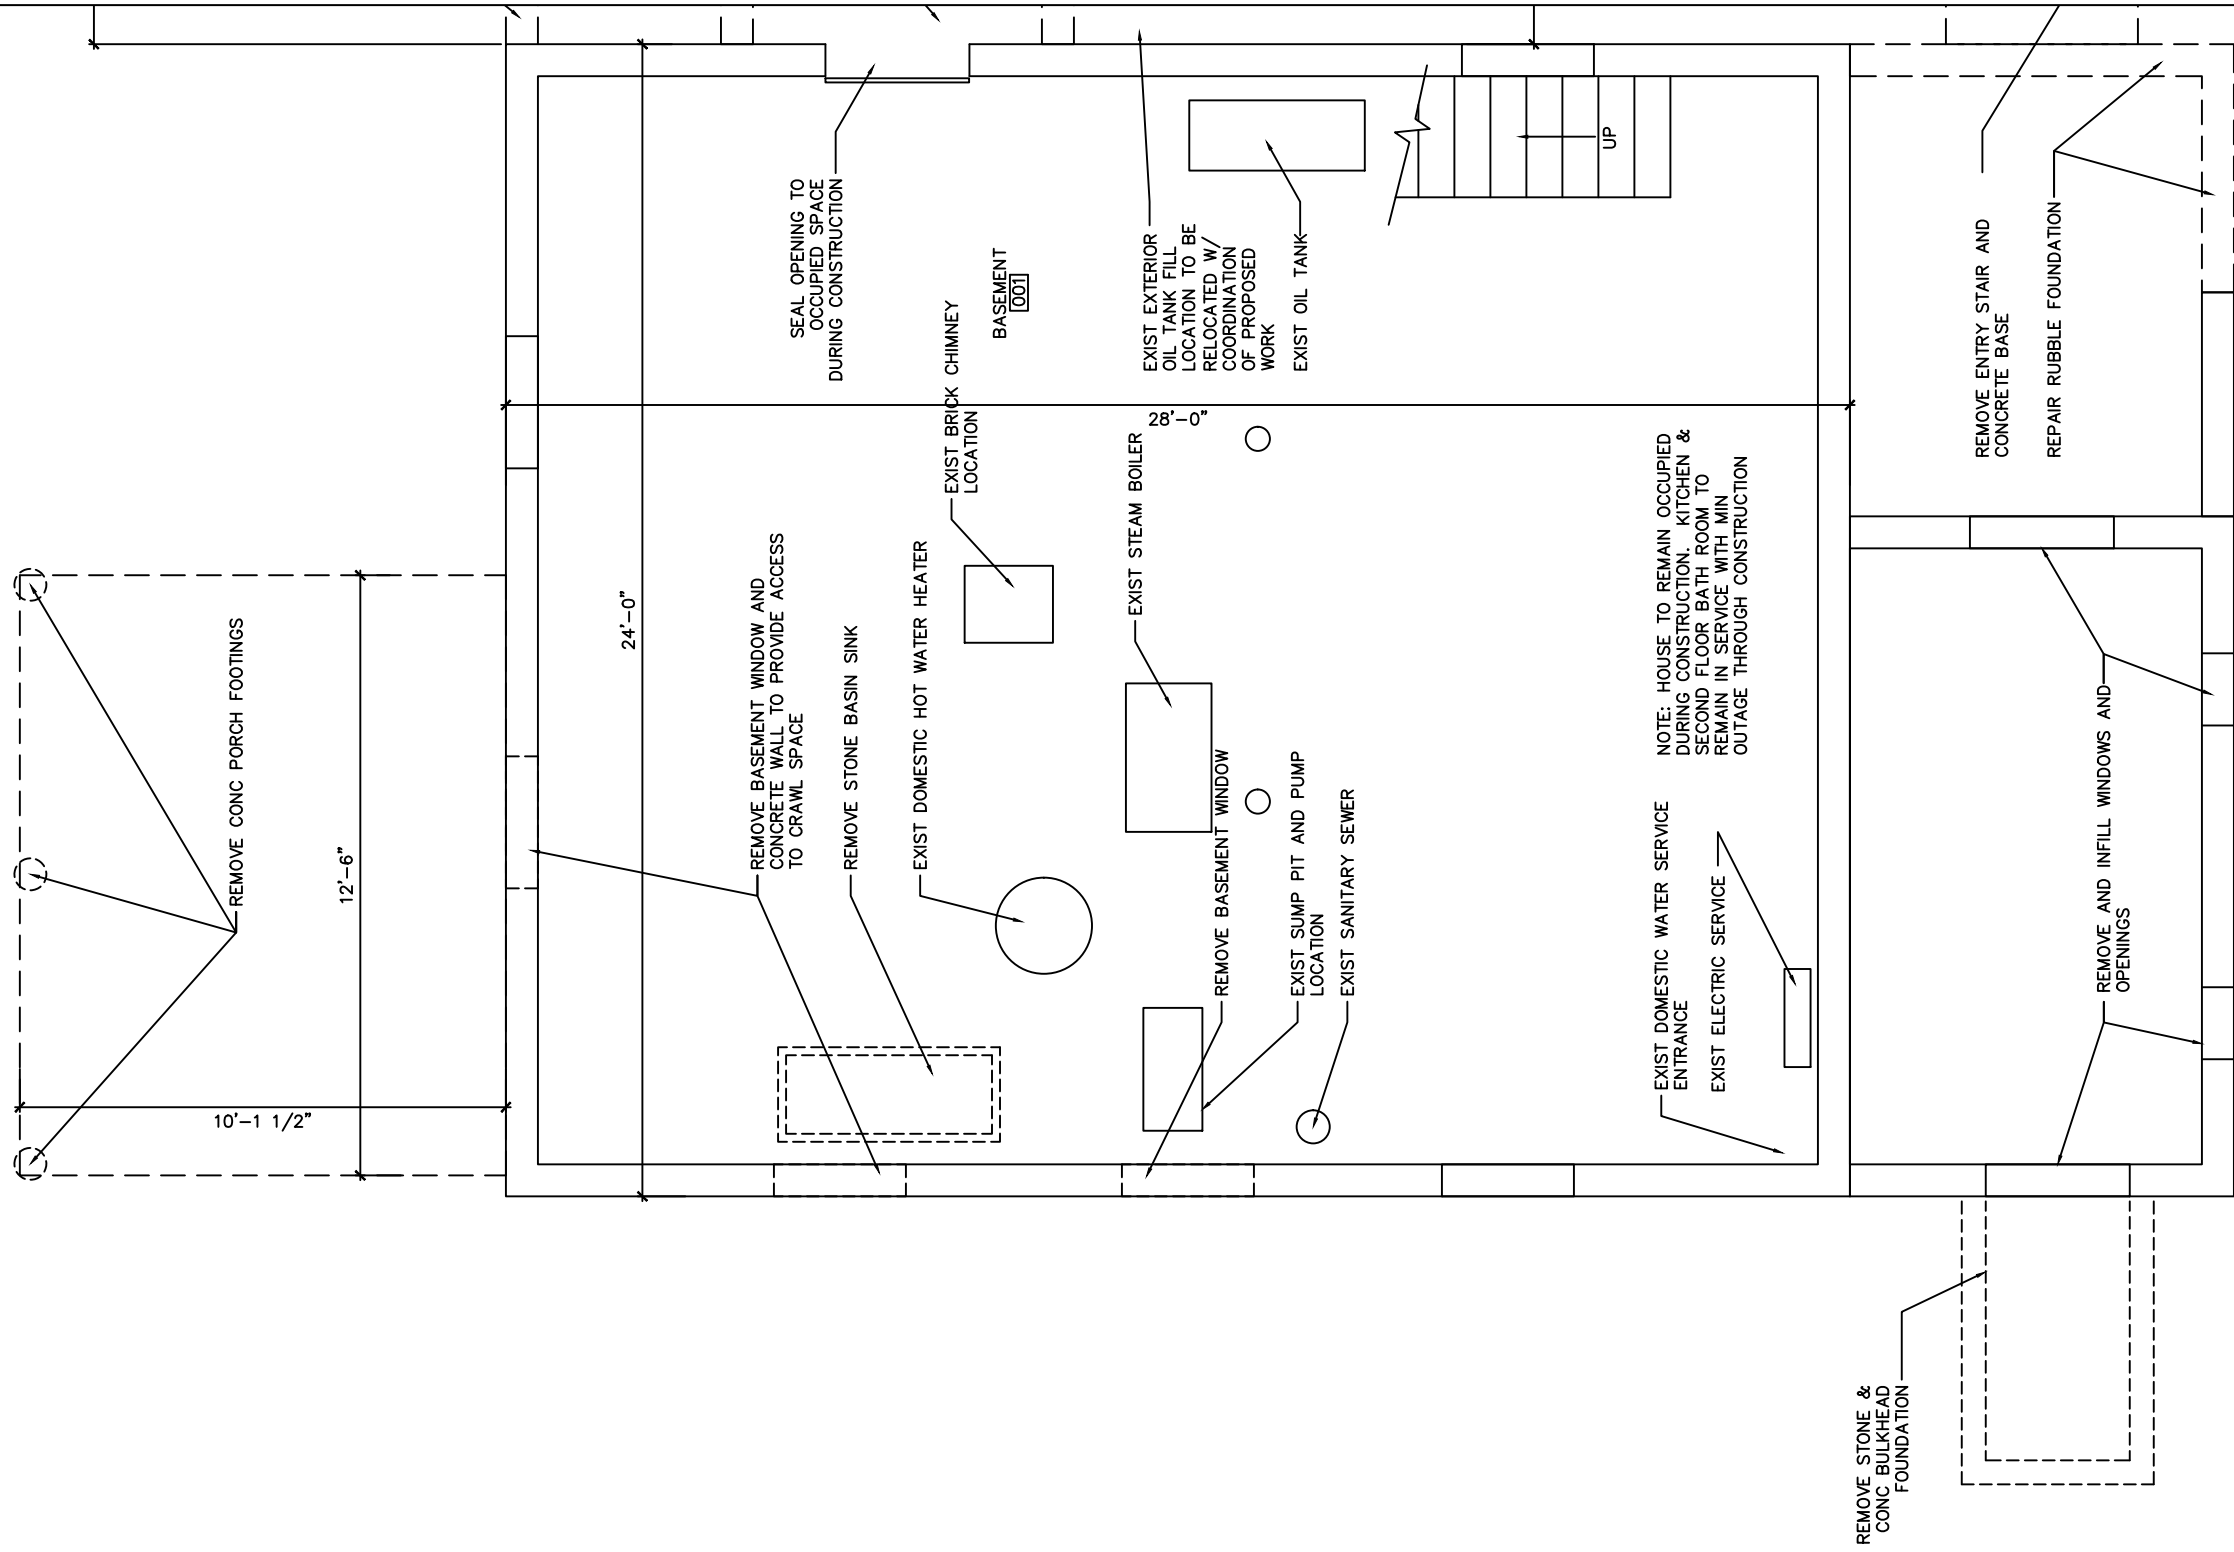 REMOVE CONC PORCH FOOTINGS
12'-6"
10'-1 1/2"
24'-0"
28'-0"
SEAL OPENING TO
OCCUPIED SPACE
DURING CONSTRUCTION
REMOVE BASEMENT WINDOW AND
CONCRETE WALL TO PROVIDE ACCESS
TO CRAWL SPACE
REMOVE STONE BASIN SINK
EXIST DOMESTIC HOT WATER HEATER
EXIST BRICK CHIMNEY
LOCATION
BASEMENT
001
EXIST STEAM BOILER
EXIST EXTERIOR
OIL TANK FILL
LOCATION TO BE
RELOCATED W/
COORDINATION
OF PROPOSED
WORK
EXIST OIL TANK
REMOVE BASEMENT WINDOW
EXIST SUMP PIT AND PUMP
LOCATION
EXIST SANITARY SEWER
UP
NOTE: HOUSE TO REMAIN OCCUPIED
DURING CONSTRUCTION. KITCHEN &
SECOND FLOOR BATH ROOM TO
REMAIN IN SERVICE WITH MIN
OUTAGE THROUGH CONSTRUCTION
EXIST DOMESTIC WATER SERVICE
ENTRANCE
EXIST ELECTRIC SERVICE
REMOVE ENTRY STAIR AND
CONCRETE BASE
REPAIR RUBBLE FOUNDATION
REMOVE AND INFILL WINDOWS AND
OPENINGS
REMOVE STONE &
CONC BULKHEAD
FOUNDATION